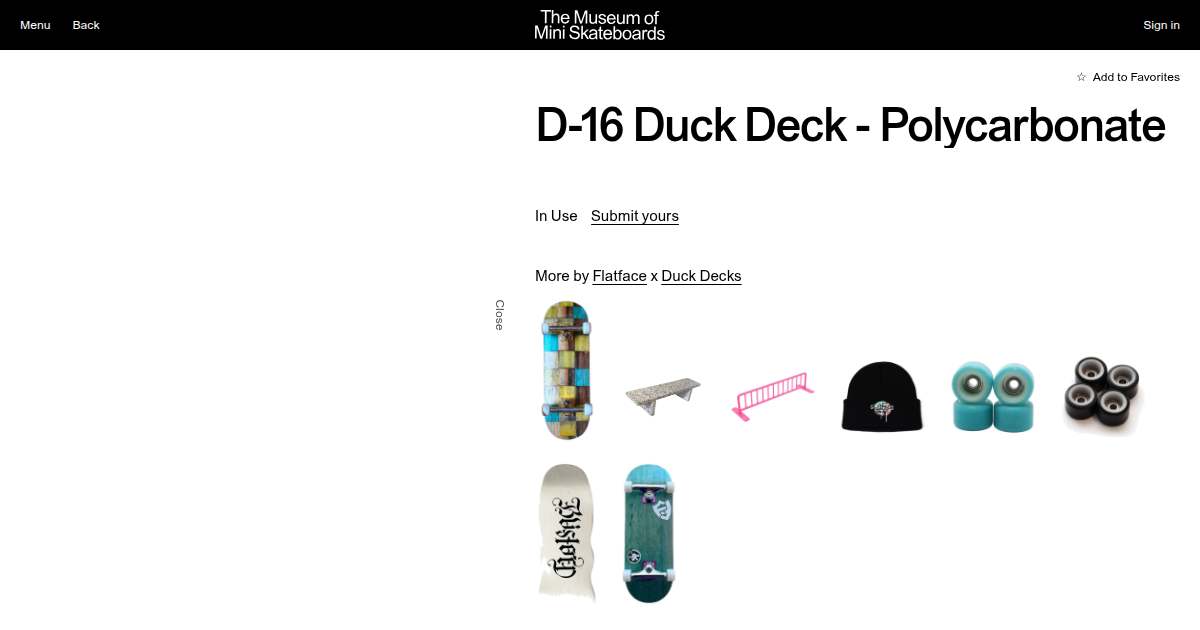 Menu Back
The Museum of
Mini Skateboards
Sign in
☆ Add to Favorites
D-16 Duck Deck - Polycarbonate
In Use Submit yours
More by Flatface x Duck Decks
Close
Flatface